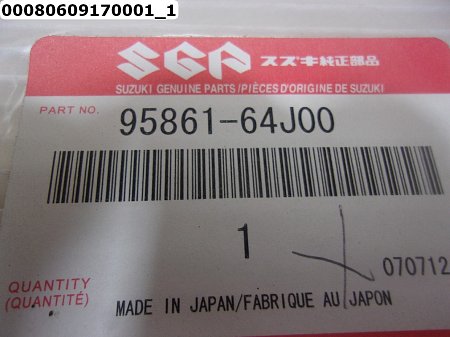 00080609170001_1
SGP スズキ純正部品
SUZUKI GENUINE PARTS/PIÈCES D'ORIGINE DE SUZUKI
PART NO. 95861-64J00
1
070712
QUANTITY
(QUANTITÉ)
MADE IN JAPAN/FABRIQUE AU JAPON